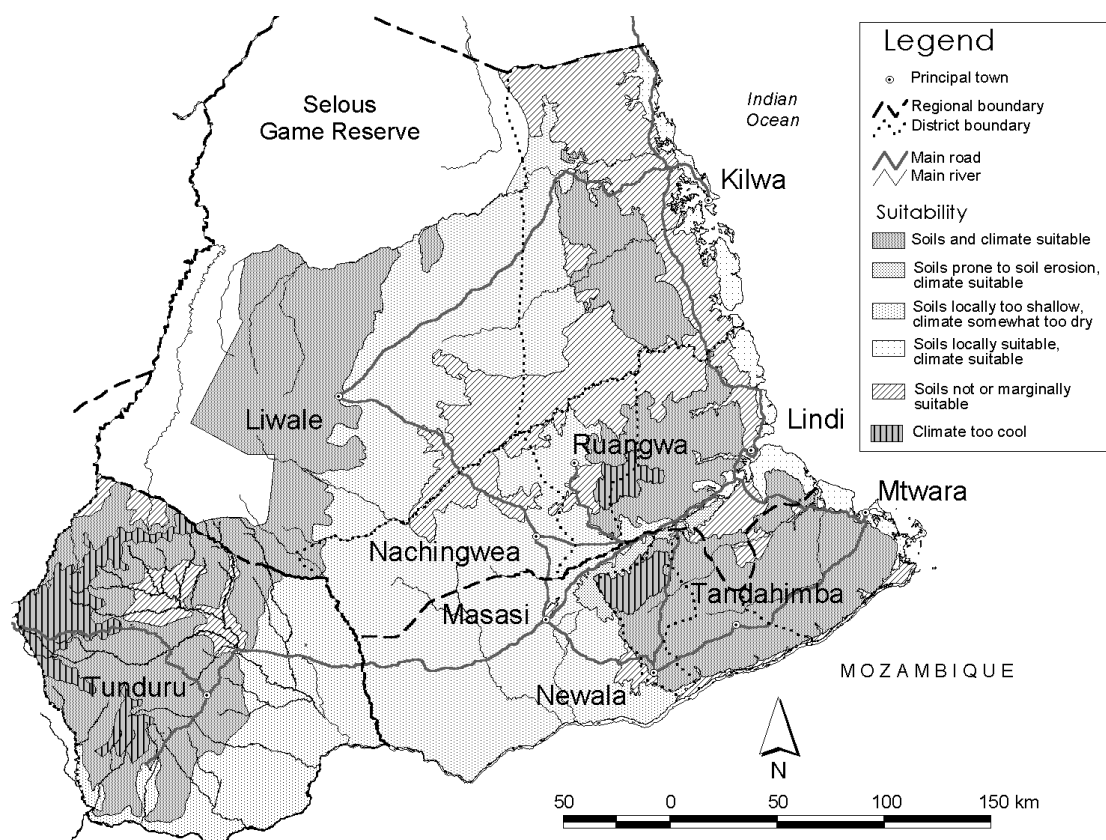 Selous
Game Reserve
Indian
Ocean
Kilwa
Liwale
Ruangwa
Lindi
Mtwara
Nachingwea
Masasi
Tandahimba
Tunduru
Newala
MOZAMBIQUE
N
50 0 50 100 150 km
Legend
Principal town
Regional boundary
District boundary
Main road
Main river
Suitability
Soils and climate suitable
Soils prone to soil erosion,
climate suitable
Soils locally too shallow,
climate somewhat too dry
Soils locally suitable,
climate suitable
Soils not or marginally
suitable
Climate too cool